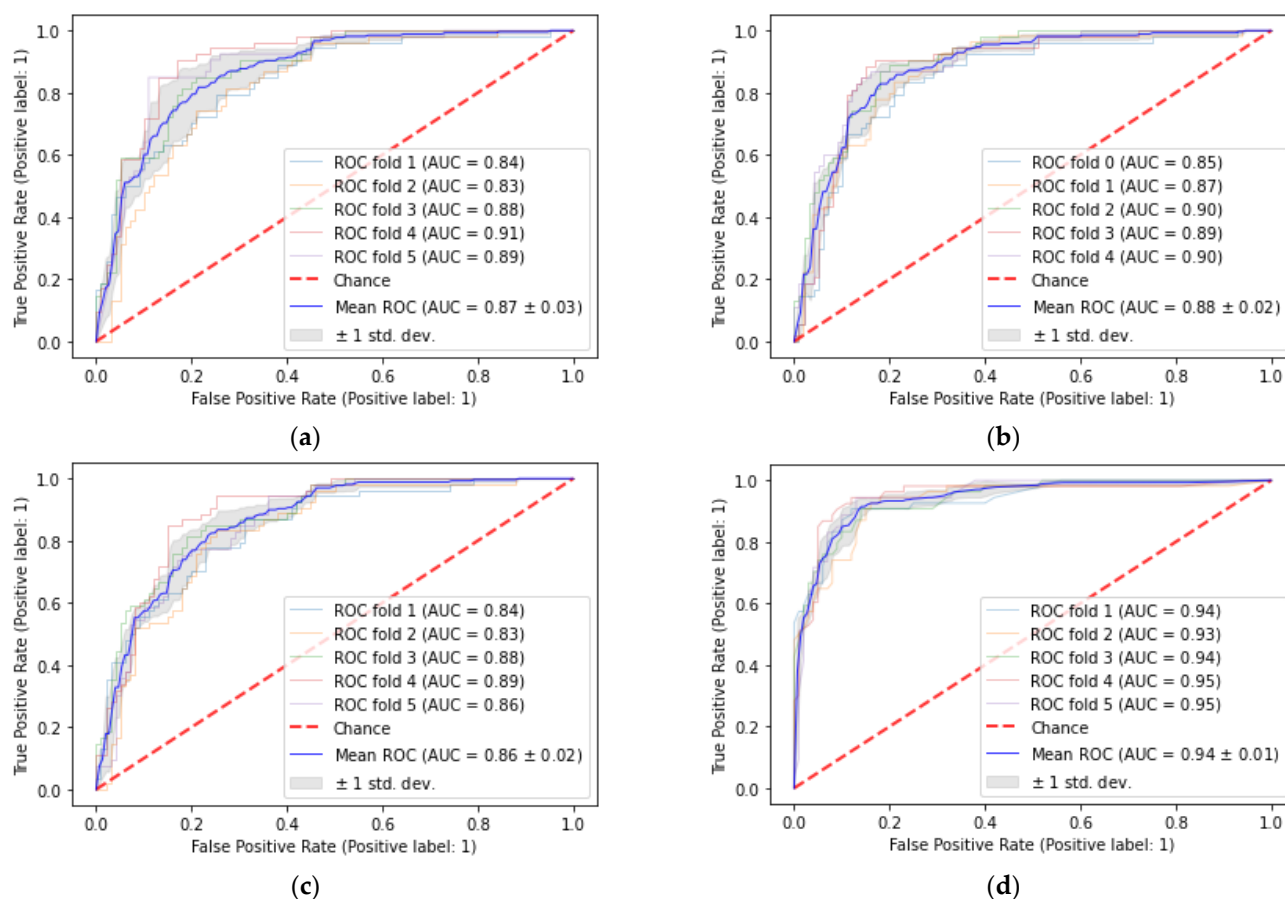 True Positive Rate (Positive label: 1)
1.0
0.8
0.6
0.4
0.2
0.0
ROC fold 1 (AUC = 0.84)
ROC fold 2 (AUC = 0.83)
ROC fold 3 (AUC = 0.88)
ROC fold 4 (AUC = 0.91)
ROC fold 5 (AUC = 0.89)
Chance
Mean ROC (AUC = 0.87 ± 0.03)
± 1 std. dev.
0.0 0.2 0.4 0.6 0.8 1.0
False Positive Rate (Positive label: 1)
(a)
True Positive Rate (Positive label: 1)
1.0
0.8
0.6
0.4
0.2
0.0
ROC fold 0 (AUC = 0.85)
ROC fold 1 (AUC = 0.87)
ROC fold 2 (AUC = 0.90)
ROC fold 3 (AUC = 0.89)
ROC fold 4 (AUC = 0.90)
Chance
Mean ROC (AUC = 0.88 ± 0.02)
± 1 std. dev.
0.0 0.2 0.4 0.6 0.8 1.0
False Positive Rate (Positive label: 1)
(b)
True Positive Rate (Positive label: 1)
1.0
0.8
0.6
0.4
0.2
0.0
ROC fold 1 (AUC = 0.84)
ROC fold 2 (AUC = 0.83)
ROC fold 3 (AUC = 0.88)
ROC fold 4 (AUC = 0.89)
ROC fold 5 (AUC = 0.86)
Chance
Mean ROC (AUC = 0.86 ± 0.02)
± 1 std. dev.
0.0 0.2 0.4 0.6 0.8 1.0
False Positive Rate (Positive label: 1)
(c)
True Positive Rate (Positive label: 1)
1.0
0.8
0.6
0.4
0.2
0.0
ROC fold 1 (AUC = 0.94)
ROC fold 2 (AUC = 0.93)
ROC fold 3 (AUC = 0.94)
ROC fold 4 (AUC = 0.95)
ROC fold 5 (AUC = 0.95)
Chance
Mean ROC (AUC = 0.94 ± 0.01)
± 1 std. dev.
0.0 0.2 0.4 0.6 0.8 1.0
False Positive Rate (Positive label: 1)
(d)